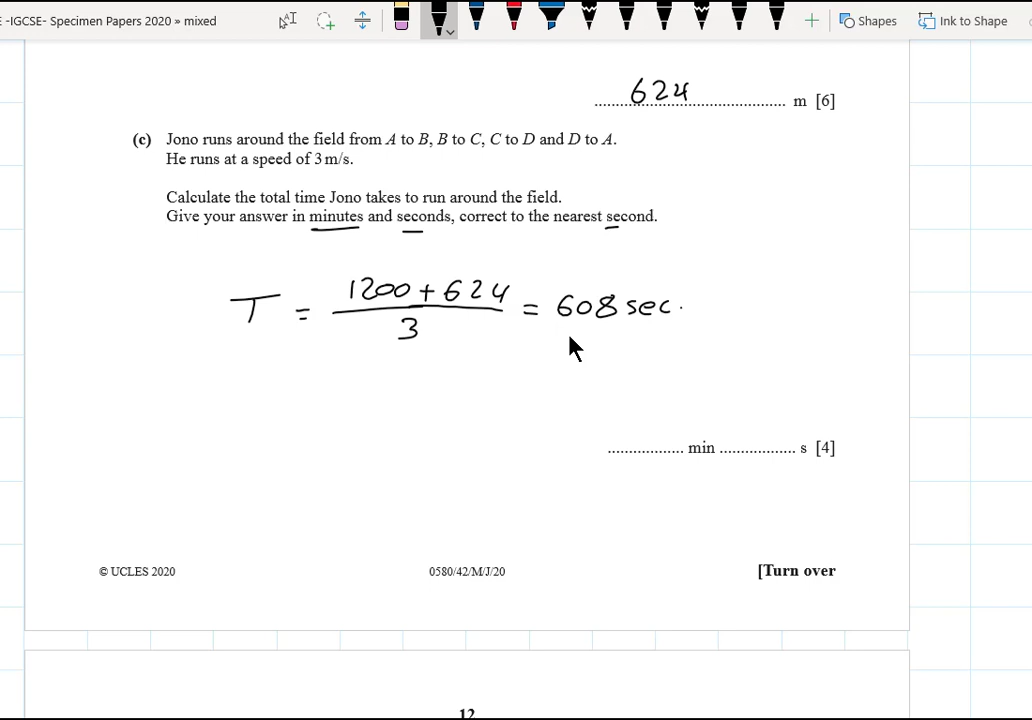 E -IGCSE- Specimen Papers 2020 » mixed
Shapes
Ink to Shape
624
m [6]
(c) Jono runs around the field from A to B, B to C, C to D and D to A.
He runs at a speed of 3 m/s.
Calculate the total time Jono takes to run around the field.
Give your answer in minutes and seconds, correct to the nearest second.
T = 1200 + 624 / 3 = 608 sec.
.................. min .................. s [4]
© UCLES 2020
0580/42/M/J/20
[Turn over
12